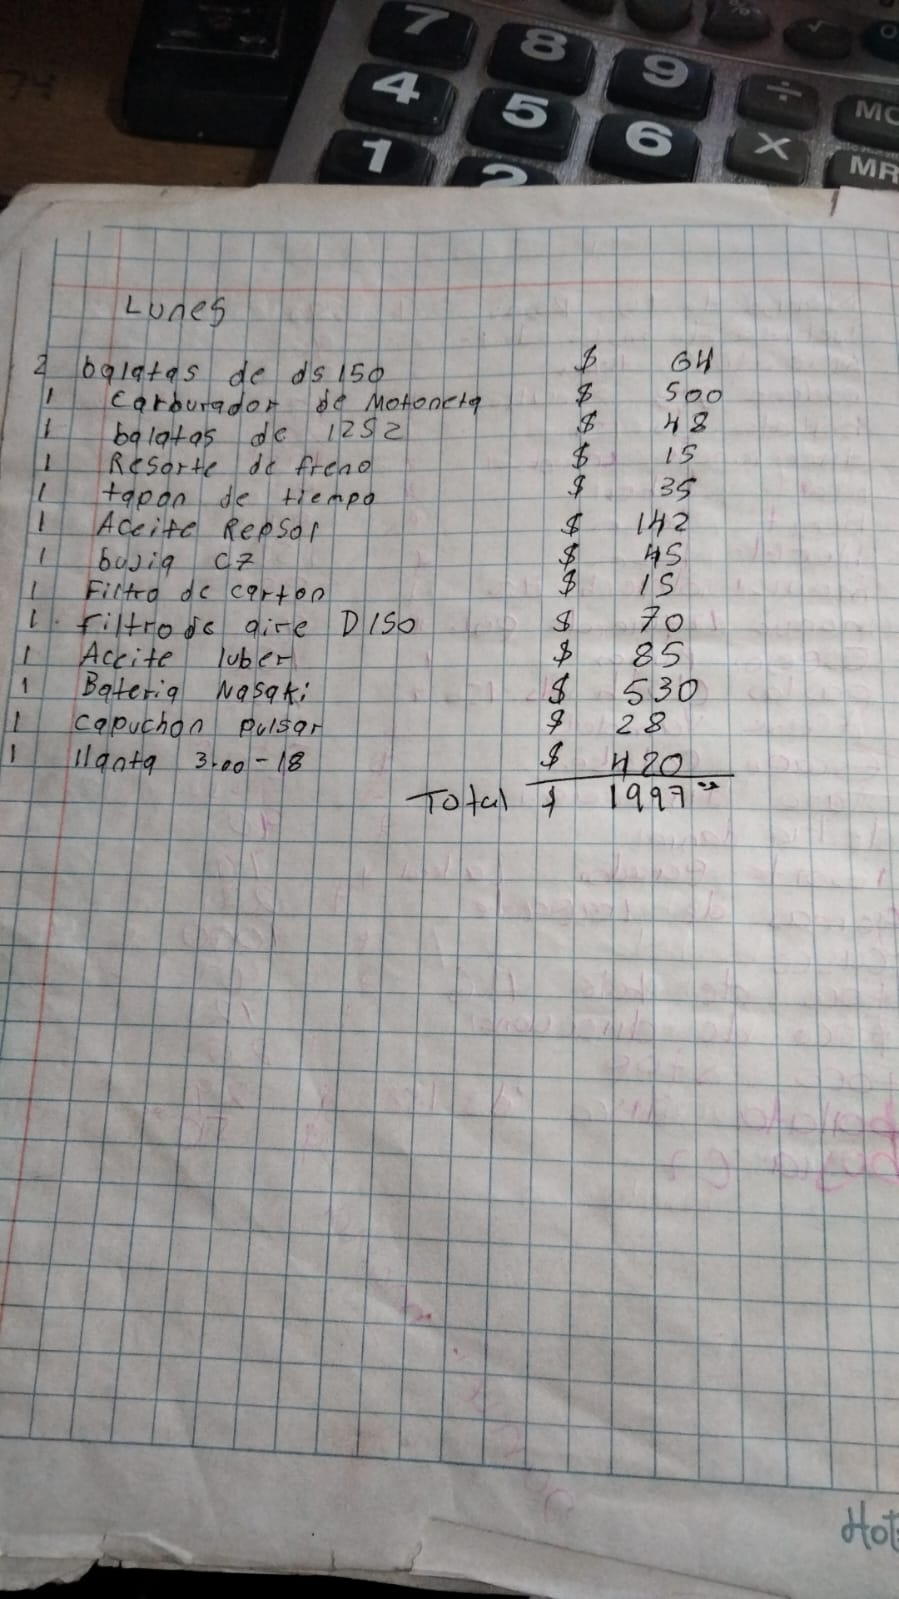 7 8 9 ÷ MC
4 5 6 X MR
1 2
Lunes
2 balatas de ds 150 $ 64
1 carburador de Motoneta $ 500
1 balatas de 125z $ 48
1 Resorte de freno $ 15
1 tapon de tiempo $ 35
1 Aceite Repsol $ 142
1 bujia C7 $ 45
1 Filtro de carton $ 15
1 filtro de aire D150 $ 70
1 Aceite luber $ 85
1 Bateria Nasaki $ 530
1 capuchon pulsar $ 28
1 llanta 3.00-18 $ 420
Total $ 1997